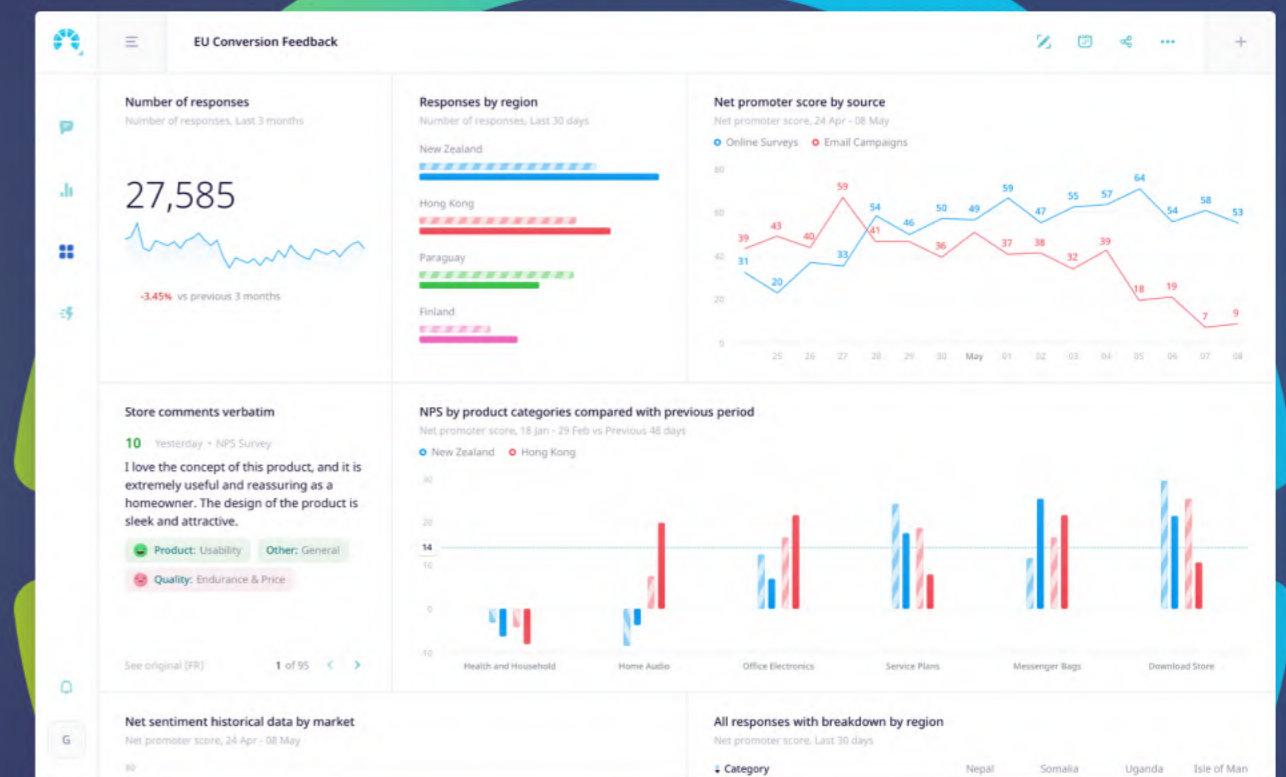 EU Conversion Feedback
Number of responses
Number of responses, Last 3 months
27,585
-3.45% vs previous 3 months
Responses by region
Number of responses, Last 30 days
New Zealand
Hong Kong
Paraguay
Finland
Net promoter score by source
Net promoter score, 24 Apr - 08 May
Online Surveys Email Campaigns
80
60
40
20
0
39 43 40 59 41 36 37 38 32 39 18 19 7 9
31 20 33 54 46 50 49 59 47 55 57 64 54 58 53
25 26 27 28 29 30 May 01 02 03 04 05 06 07 08
Store comments verbatim
10 Yesterday • NPS Survey
I love the concept of this product, and it is
extremely useful and reassuring as a
homeowner. The design of the product is
sleek and attractive.
Product: Usability Other: General
Quality: Endurance & Price
See original (FR) 1 of 95
NPS by product categories compared with previous period
Net promoter score, 18 Jan - 29 Feb vs Previous 48 days
New Zealand Hong Kong
30
20
14
10
0
10
Health and Household Home Audio Office Electronics Service Plans Messenger Bags Download Store
G
Net sentiment historical data by market
Net promoter score, 24 Apr - 08 May
80
All responses with breakdown by region
Net promoter score, Last 30 days
Category Nepal Somalia Uganda Isle of Man